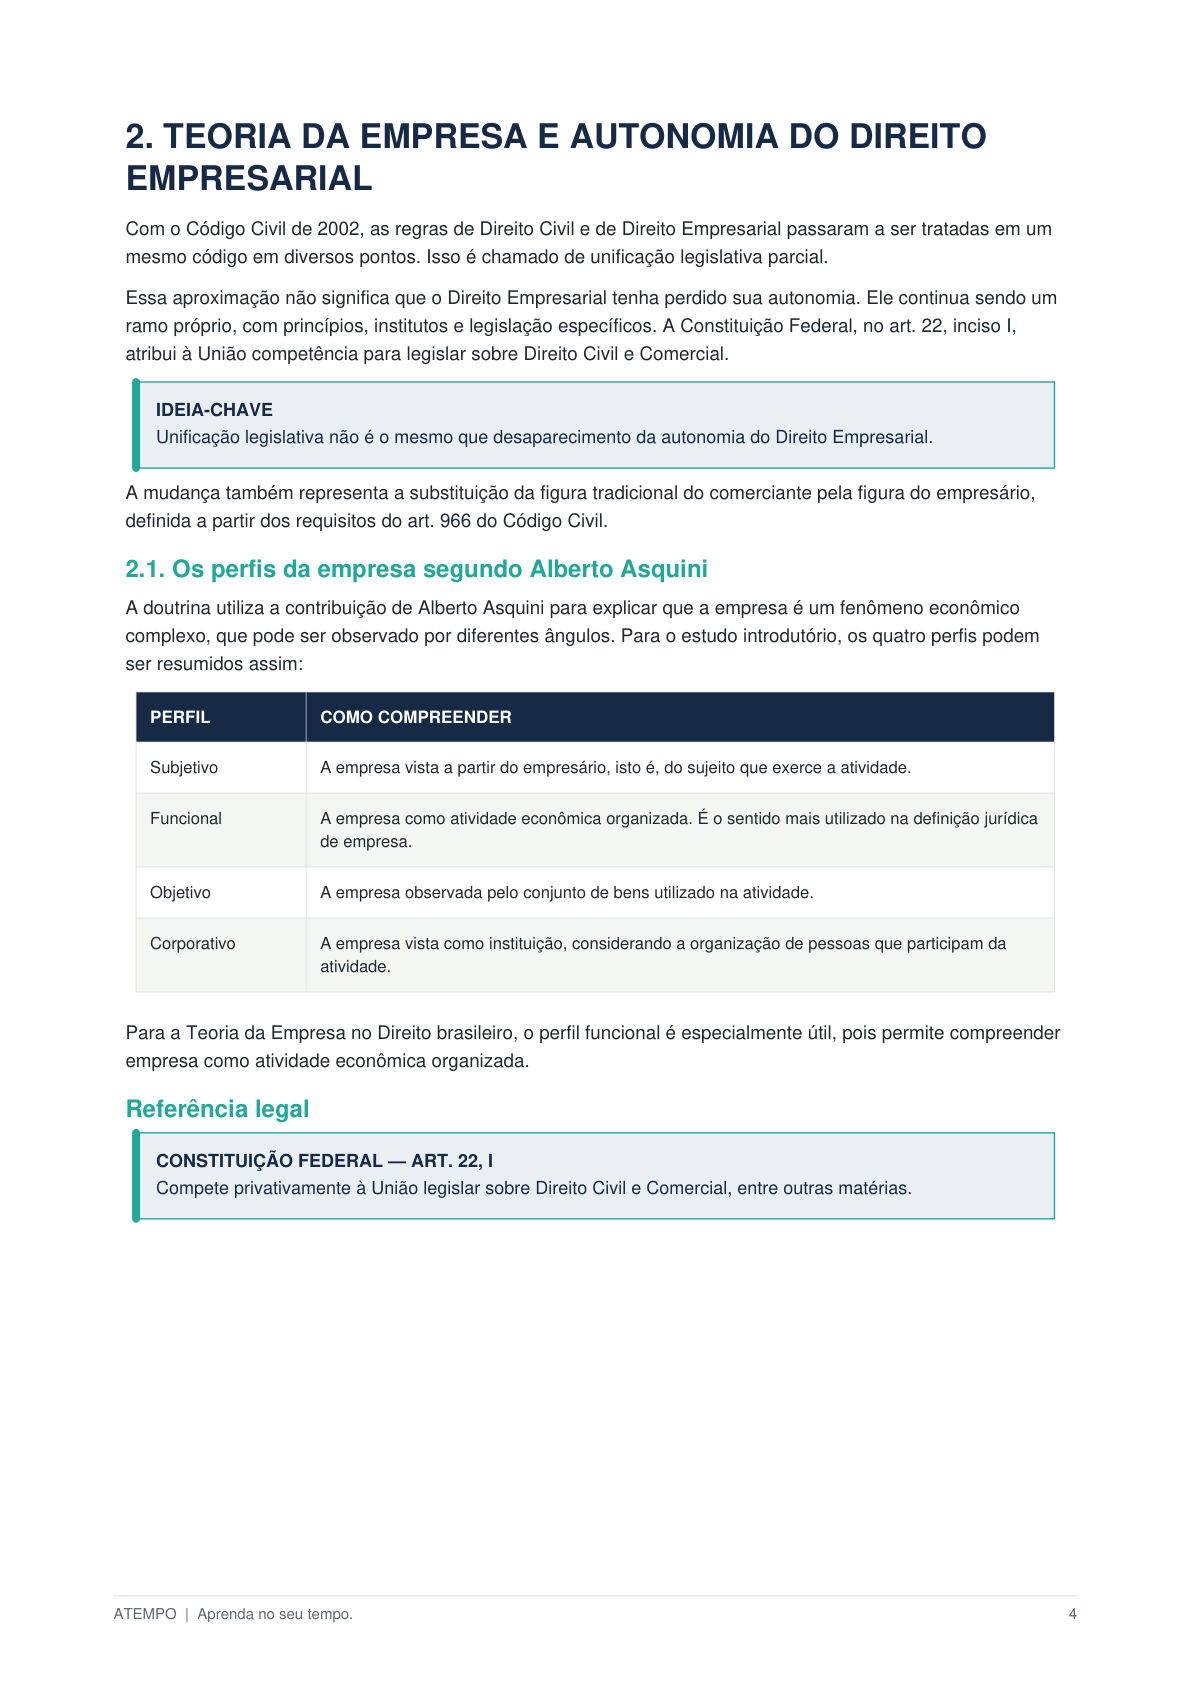 2. TEORIA DA EMPRESA E AUTONOMIA DO DIREITO
EMPRESARIAL
Com o Código Civil de 2002, as regras de Direito Civil e de Direito Empresarial passaram a ser tratadas em um
mesmo código em diversos pontos. Isso é chamado de unificação legislativa parcial.
Essa aproximação não significa que o Direito Empresarial tenha perdido sua autonomia. Ele continua sendo um
ramo próprio, com princípios, institutos e legislação específicos. A Constituição Federal, no art. 22, inciso I,
atribui à União competência para legislar sobre Direito Civil e Comercial.
IDEIA-CHAVE
Unificação legislativa não é o mesmo que desaparecimento da autonomia do Direito Empresarial.
A mudança também representa a substituição da figura tradicional do comerciante pela figura do empresário,
definida a partir dos requisitos do art. 966 do Código Civil.
2.1. Os perfis da empresa segundo Alberto Asquini
A doutrina utiliza a contribuição de Alberto Asquini para explicar que a empresa é um fenômeno econômico
complexo, que pode ser observado por diferentes ângulos. Para o estudo introdutório, os quatro perfis podem
ser resumidos assim:
PERFIL COMO COMPREENDER
Subjetivo A empresa vista a partir do empresário, isto é, do sujeito que exerce a atividade.
Funcional A empresa como atividade econômica organizada. É o sentido mais utilizado na definição jurídica
de empresa.
Objetivo A empresa observada pelo conjunto de bens utilizado na atividade.
Corporativo A empresa vista como instituição, considerando a organização de pessoas que participam da
atividade.
Para a Teoria da Empresa no Direito brasileiro, o perfil funcional é especialmente útil, pois permite compreender
empresa como atividade econômica organizada.
Referência legal
CONSTITUIÇÃO FEDERAL — ART. 22, I
Compete privativamente à União legislar sobre Direito Civil e Comercial, entre outras matérias.
ATEMPO | Aprenda no seu tempo. 4